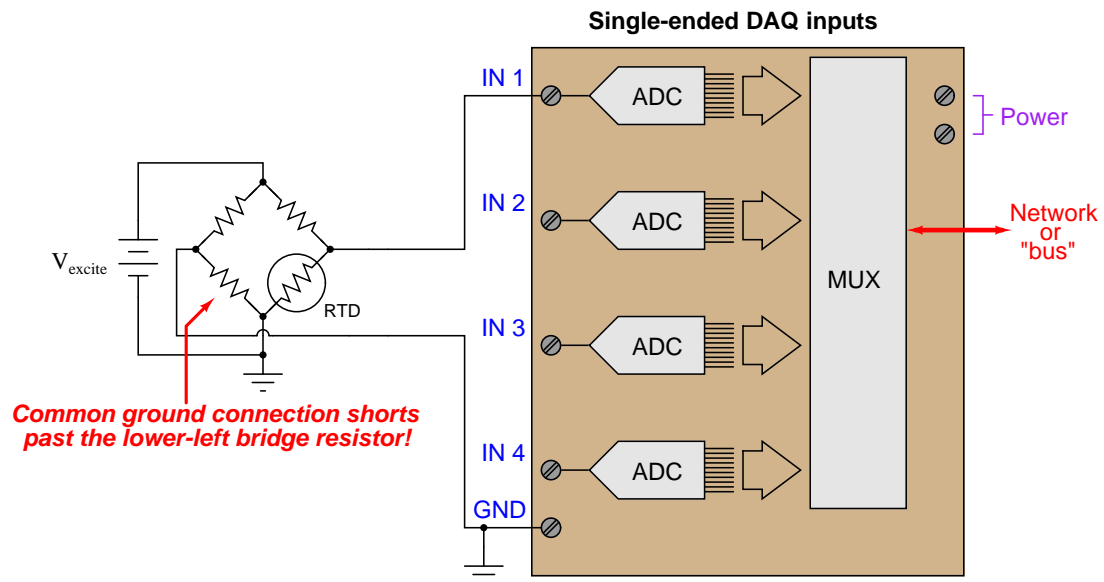 Single-ended DAQ inputs
IN 1
ADC
Power
IN 2
ADC
Network
or
"bus"
MUX
Vexcite
RTD
IN 3
ADC
Common ground connection shorts
past the lower-left bridge resistor!
IN 4
ADC
GND